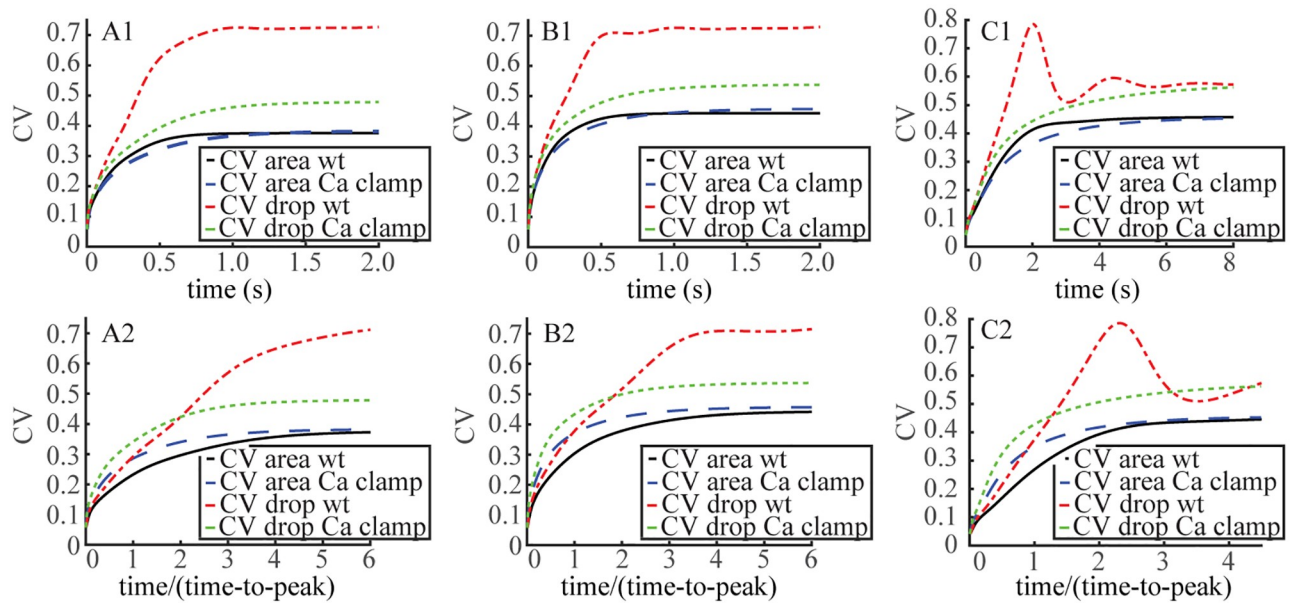 A1
CV
0.7
0.6
0.5
0.4
0.3
0.2
0.1
0
CV area wt
CV area Ca clamp
CV drop wt
CV drop Ca clamp
0 0.5 1.0 1.5 2.0
time (s)
B1
CV
0.7
0.6
0.5
0.4
0.3
0.2
0.1
0
CV area wt
CV area Ca clamp
CV drop wt
CV drop Ca clamp
0 0.5 1.0 1.5 2.0
time (s)
C1
CV
0.8
0.7
0.6
0.5
0.4
0.3
0.2
0.1
0
CV area wt
CV area Ca clamp
CV drop wt
CV drop Ca clamp
0 2 4 6 8
time (s)
A2
CV
0.7
0.6
0.5
0.4
0.3
0.2
0.1
0
CV area wt
CV area Ca clamp
CV drop wt
CV drop Ca clamp
0 1 2 3 4 5 6
time/(time-to-peak)
B2
CV
0.7
0.6
0.5
0.4
0.3
0.2
0.1
0
CV area wt
CV area Ca clamp
CV drop wt
CV drop Ca clamp
0 1 2 3 4 5 6
time/(time-to-peak)
C2
CV
0.8
0.7
0.6
0.5
0.4
0.3
0.2
0.1
0
CV area wt
CV area Ca clamp
CV drop wt
CV drop Ca clamp
0 1 2 3 4
time/(time-to-peak)